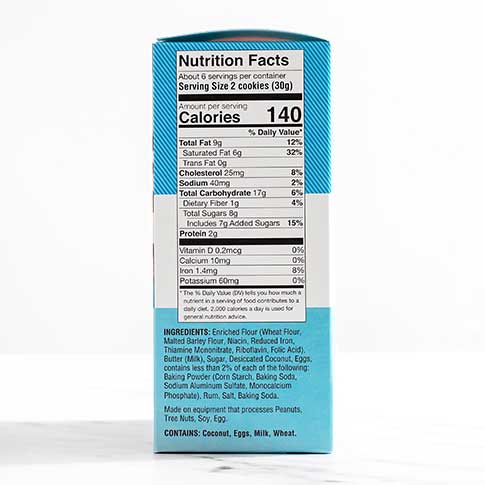 Nutrition Facts
About 6 servings per container
Serving Size 2 cookies (30g)
Amount per serving
Calories 140
% Daily Value*
Total Fat 9g 12%
Saturated Fat 6g 32%
Trans Fat 0g
Cholesterol 25mg 8%
Sodium 40mg 2%
Total Carbohydrate 17g 6%
Dietary Fiber 1g 4%
Total Sugars 8g
Includes 7g Added Sugars 15%
Protein 2g
Vitamin D 0.2mcg 0%
Calcium 10mg 0%
Iron 1.4mg 8%
Potassium 60mg 0%
*The % Daily Value (DV) tells you how much a
nutrient in a serving of food contributes to a
daily diet. 2,000 calories a day is used for
general nutrition advice.
INGREDIENTS: Enriched Flour (Wheat Flour,
Malted Barley Flour, Niacin, Reduced Iron,
Thiamine Mononitrate, Riboflavin, Folic Acid),
Butter (Milk), Sugar, Desiccated Coconut, Eggs,
contains less than 2% of each of the following:
Baking Powder (Corn Starch, Baking Soda,
Sodium Aluminum Sulfate, Monocalcium
Phosphate), Rum, Salt, Baking Soda.
Made on equipment that processes Peanuts,
Tree Nuts, Soy, Egg.
CONTAINS: Coconut, Eggs, Milk, Wheat.